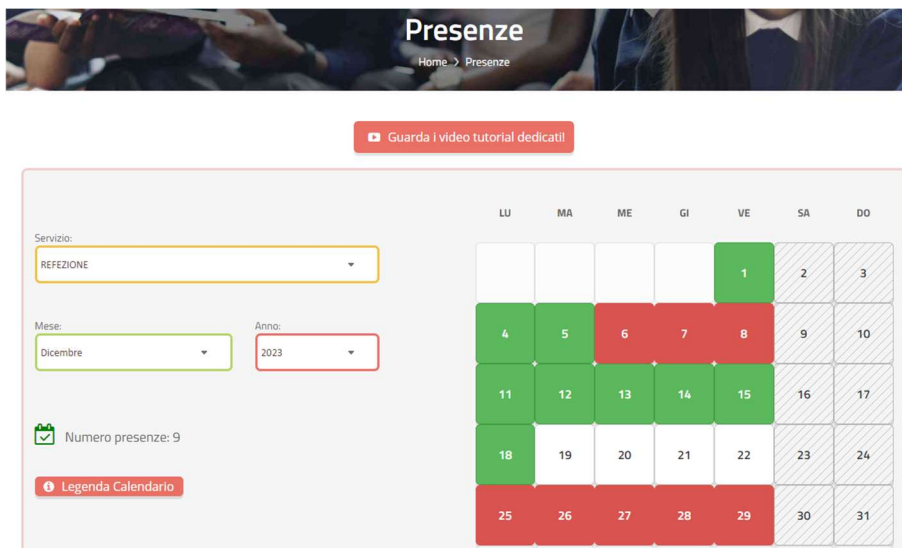 Presenze
Home > Presenze
Guarda i video tutorial dedicati!
Servizio:
REFEZIONE
Mese:
Anno:
Dicembre
2023
Numero presenze: 9
Legenda Calendario
LU MA ME GI VE SA DO
1 2 3
4 5 6 7 8 9 10
11 12 13 14 15 16 17
18 19 20 21 22 23 24
25 26 27 28 29 30 31